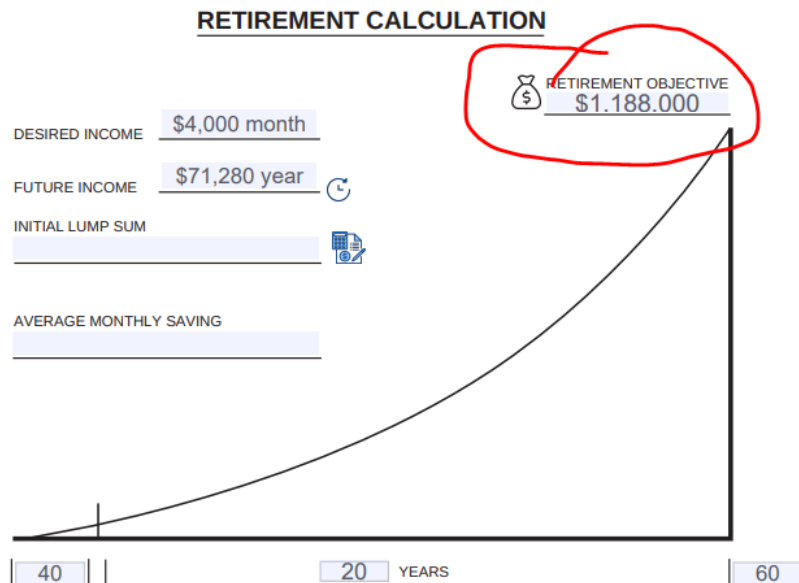 RETIREMENT CALCULATION
RETIREMENT OBJECTIVE
$1.188.000
DESIRED INCOME $4,000 month
FUTURE INCOME $71,280 year
INITIAL LUMP SUM
AVERAGE MONTHLY SAVING
40 20 YEARS 60